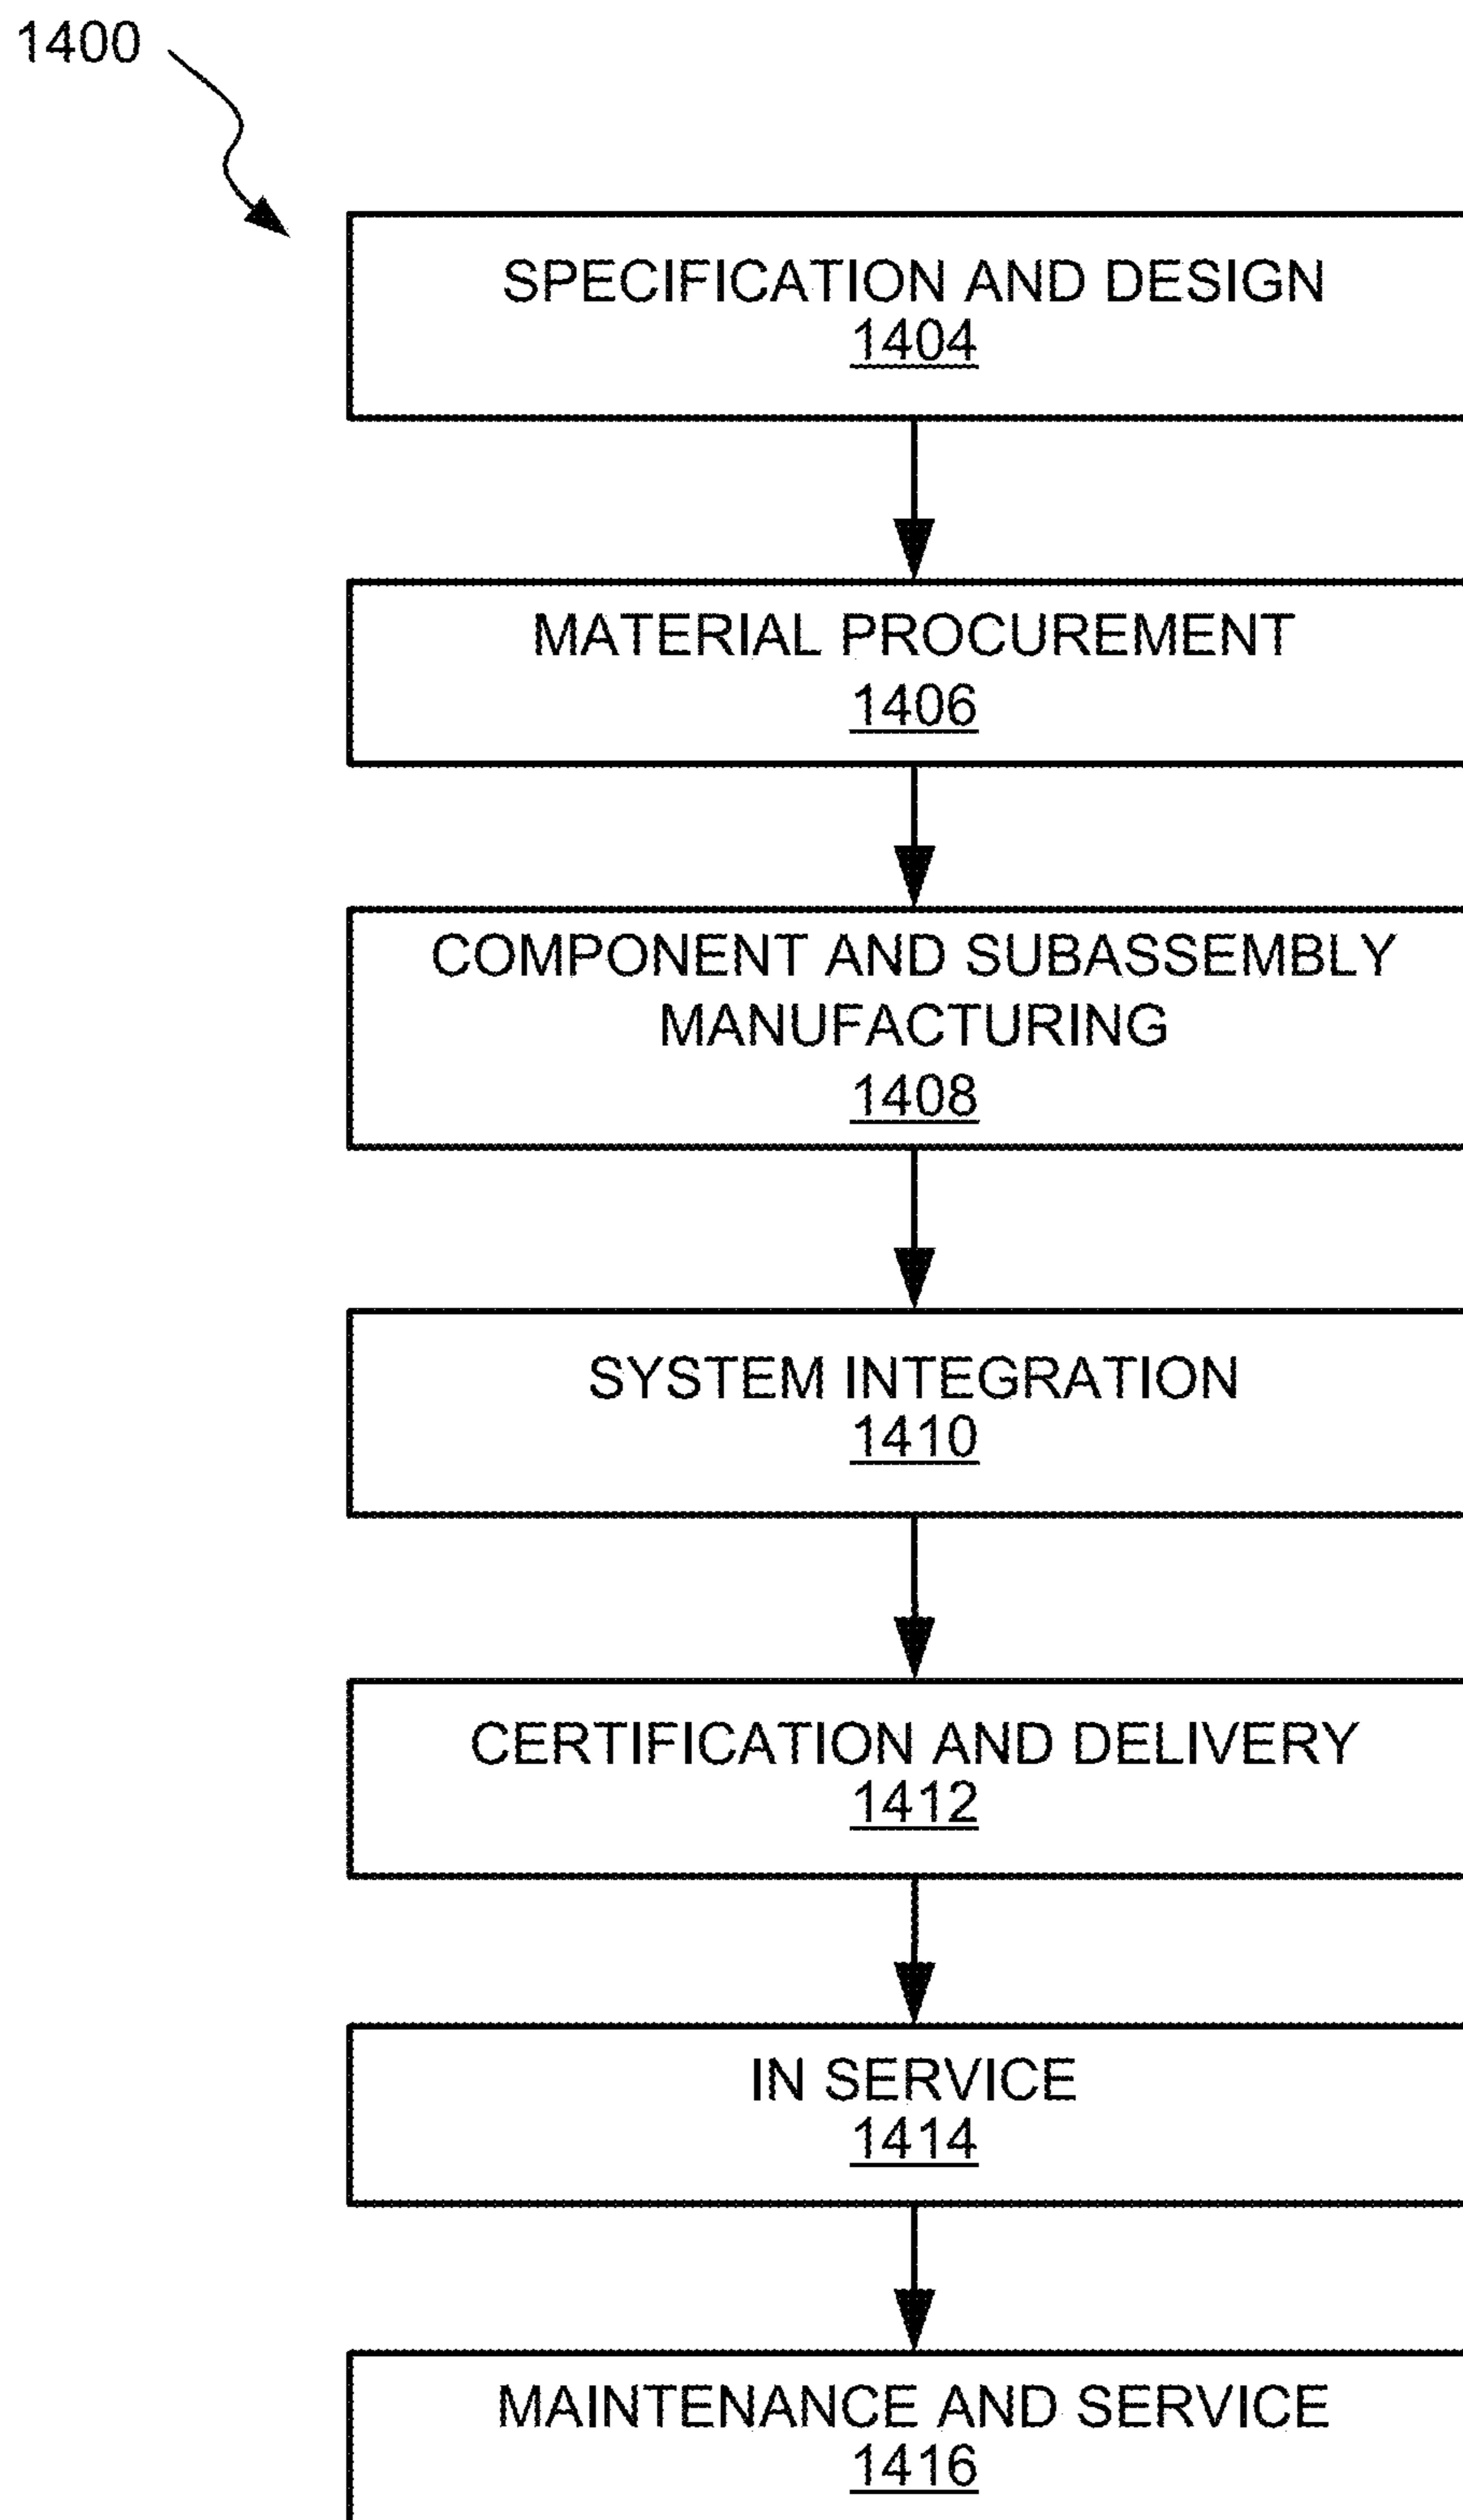 1400
SPECIFICATION AND DESIGN
1404
MATERIAL PROCUREMENT
1406
COMPONENT AND SUBASSEMBLY
MANUFACTURING
1408
SYSTEM INTEGRATION
1410
CERTIFICATION AND DELIVERY
1412
IN SERVICE
1414
MAINTENANCE AND SERVICE
1416